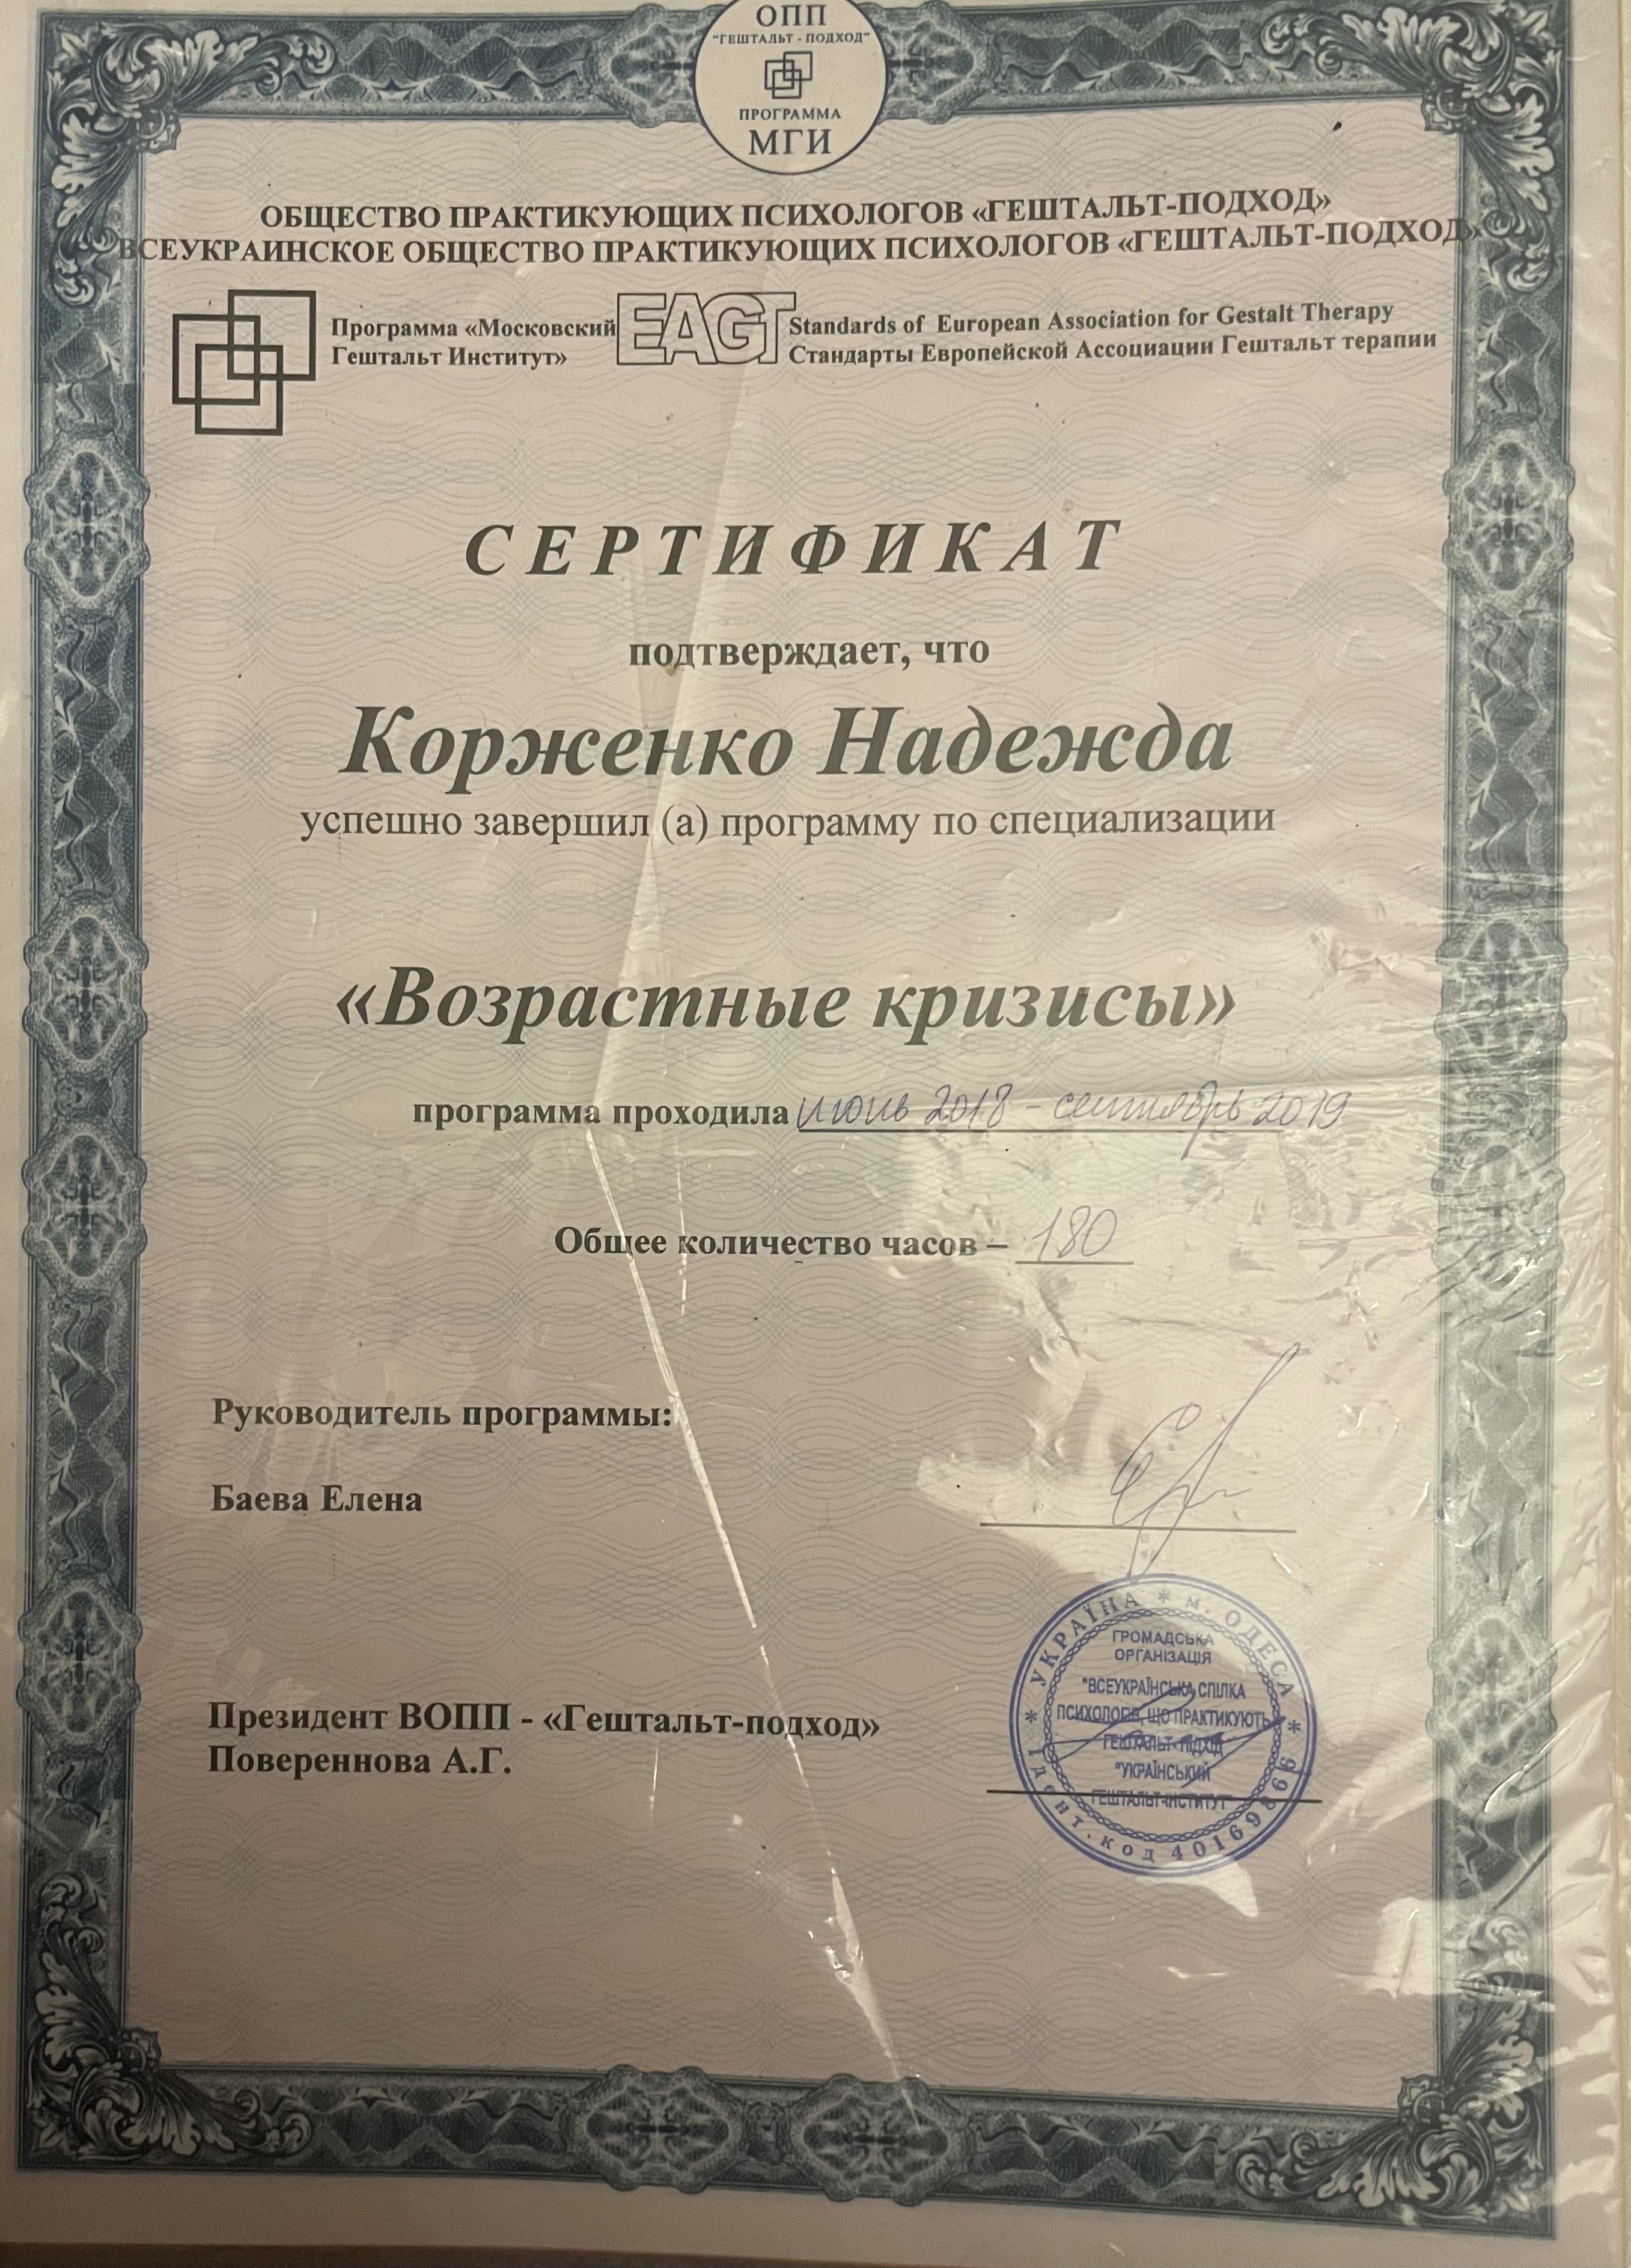 ОПП
"ГЕШТАЛЬТ - ПОДХОД"
ПРОГРАММА
МГИ
ОБЩЕСТВО ПРАКТИКУЮЩИХ ПСИХОЛОГОВ «ГЕШТАЛЬТ-ПОДХОД»
ВСЕУКРАИНСКОЕ ОБЩЕСТВО ПРАКТИКУЮЩИХ ПСИХОЛОГОВ «ГЕШТАЛЬТ-ПОДХОД»
Программа «Московский
Гештальт Институт»
EAGT
Standards of European Association for Gestalt Therapy
Стандарты Европейской Ассоциации Гештальт терапии
СЕРТИФИКАТ
подтверждает, что
Корженко Надежда
успешно завершил (а) программу по специализации
«Возрастные кризисы»
программа проходила июнь 2018 - сентябрь 2019
Общее количество часов – 180
Руководитель программы:
Баева Елена
Президент ВОПП - «Гештальт-подход»
Повереннова А.Г.
* УКРАЇНА * м. ОДЕСА *
ГРОМАДСЬКА
ОРГАНІЗАЦІЯ
"ВСЕУКРАЇНСЬКА СПІЛКА
ПСИХОЛОГІВ, ЩО ПРАКТИКУЮТЬ
ГЕШТАЛЬТ-ПІДХІД
"УКРАЇНСЬКИЙ
ГЕШТАЛЬТ-ІНСТИТУТ"
Ідент.код 40169866